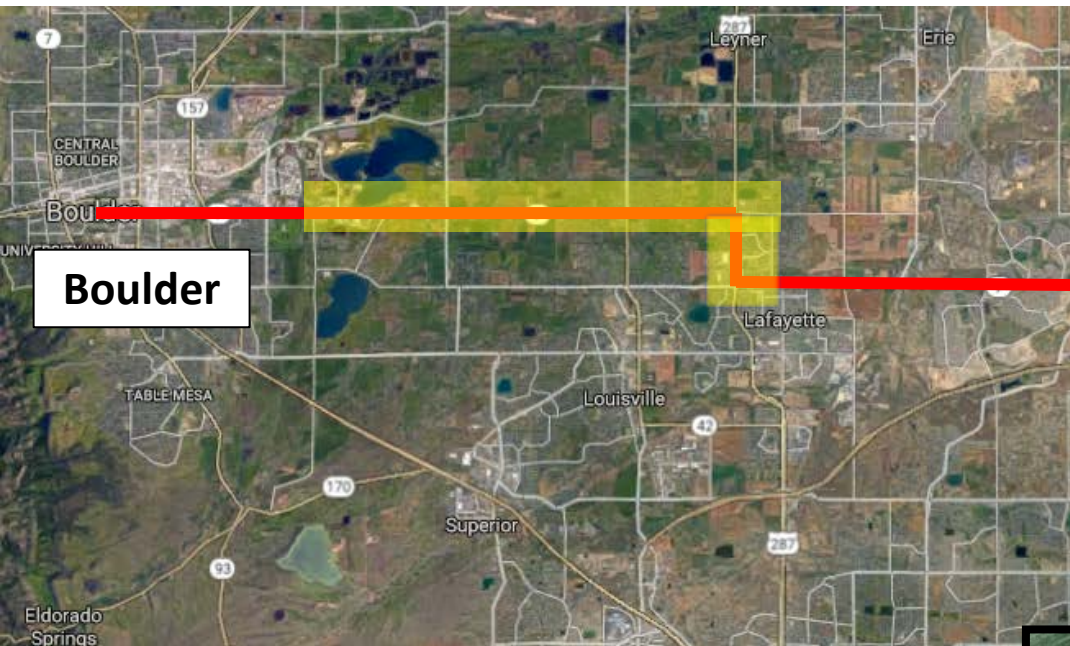 287
Leyner
Erie
7
157
CENTRAL
BOULDER
Boulder
UNIVERSITY HILL
Boulder
Lafayette
TABLE MESA
Louisville
42
170
Superior
287
93
Eldorado
Springs